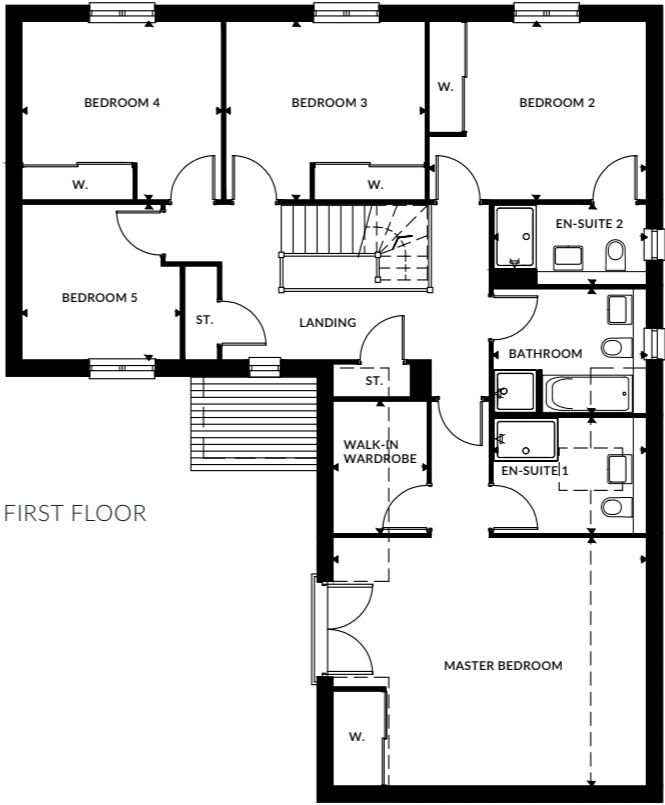 BEDROOM 4
BEDROOM 3
W.
BEDROOM 2
W.
W.
EN-SUITE 2
BEDROOM 5
ST.
LANDING
BATHROOM
ST.
WALK-IN
WARDROBE
EN-SUITE 1
FIRST FLOOR
MASTER BEDROOM
W.